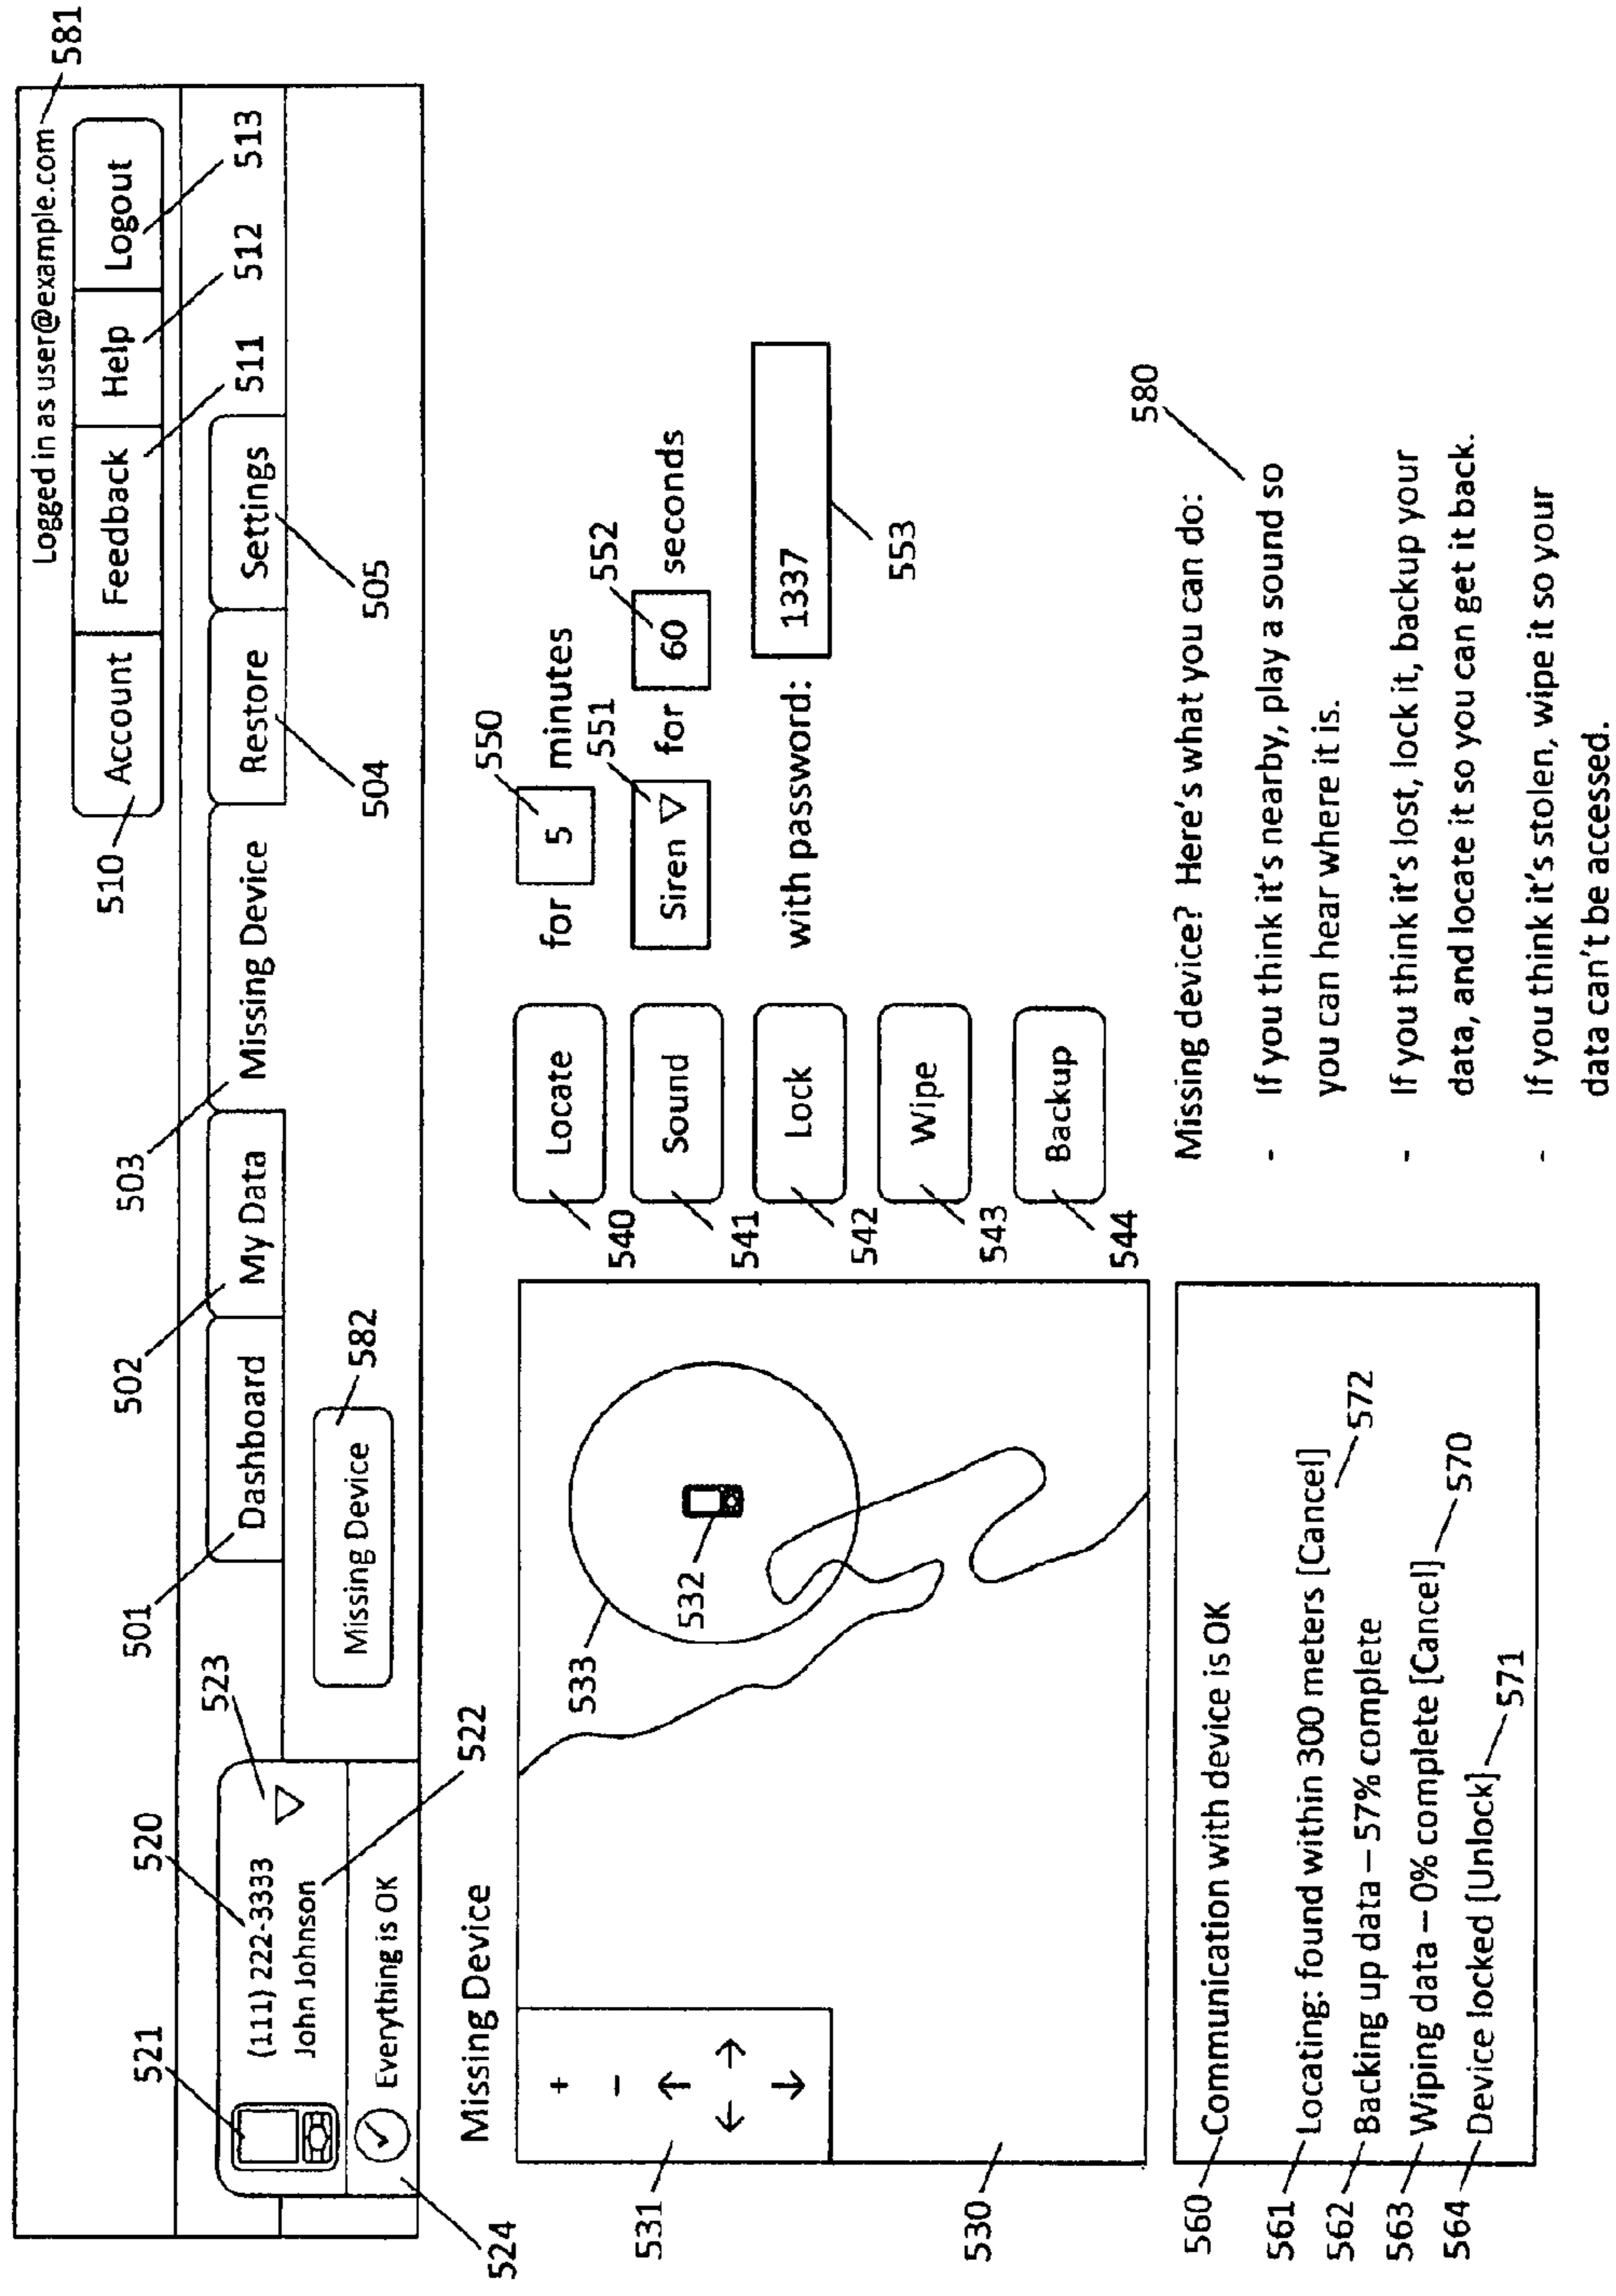 Logged in as user@example.com 581
Account Feedback Help Logout
510 511 512 513
521 520 523 501 502 503
(111) 222-3333 ▽
John Johnson
Dashboard My Data Missing Device Restore Settings
504 505
✓ Everything is OK
Missing Device 582
524 522
Missing Device
+
-
↑
← →
↓
531
530
533
532
540 Locate for 5 minutes 550
541 Sound Siren ▽ for 60 seconds 551 552
542 Lock with password: 1337 553
543 Wipe
544 Backup
560 Communication with device is OK
561 Locating: found within 300 meters [Cancel] 572
562 Backing up data – 57% complete
563 Wiping data – 0% complete [Cancel] 570
564 Device locked [Unlock] 571
Missing device? Here's what you can do: 580
- If you think it's nearby, play a sound so
you can hear where it is.
- If you think it's lost, lock it, backup your
data, and locate it so you can get it back.
- If you think it's stolen, wipe it so your
data can't be accessed.